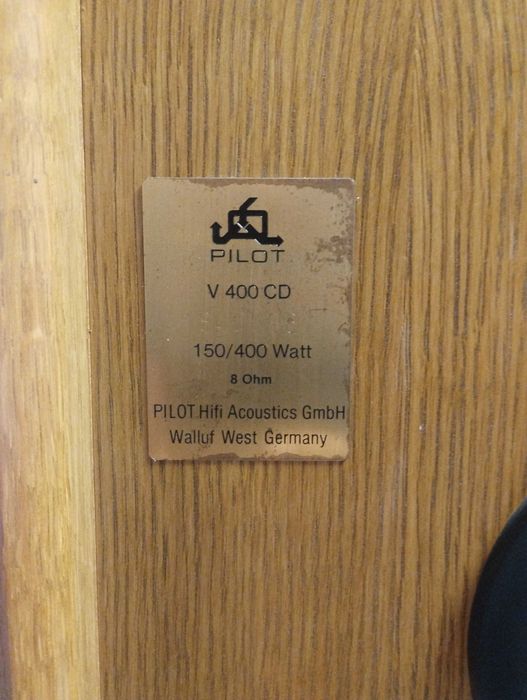 PILOT
V 400 CD
150/400 Watt
8 Ohm
PILOT Hifi Acoustics GmbH
Walluf West Germany